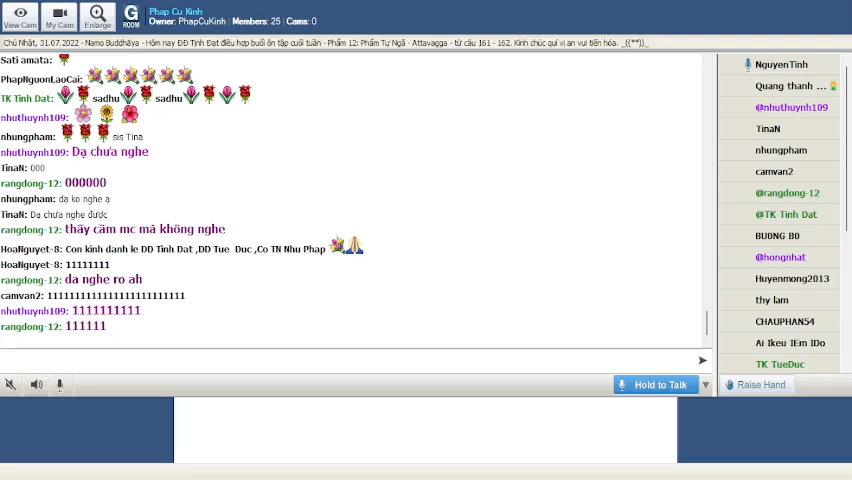 View Cam
My Cam
Enlarge
G
ROOM
Phap Cu Kinh
Owner: PhapCuKinh | Members: 25 | Cams: 0
Chủ Nhật, 31.07.2022 - Namo Buddhāya - Hôm nay ĐĐ Tịnh Đạt điều hợp buổi ôn tập cuối tuần - Phẩm 12: Phẩm Tự Ngã - Attavagga - từ câu 161 - 162. Kinh chúc quí vị an vui tiến hóa. _((**))_
Sati amata:
PhapNguonLaoCai:
TK Tinh Dat: sadhu sadhu
nhuthuynh109:
nhungpham: sis Tina
nhuthuynh109: Dạ chưa nghe
TinaN: 000
rangdong-12: 000000
nhungpham: dạ ko nghe ạ
TinaN: Dạ chưa nghe được
rangdong-12: thấy cầm mc mà không nghe
HoaNguyet-8: Con kinh danh le DD Tinh Dat ,DD Tue Duc ,Co TN Nhu Phap
HoaNguyet-8: 11111111
rangdong-12: da nghe ro ah
camvan2: 1111111111111111111111111
nhuthuynh109: 1111111111
rangdong-12: 111111
Hold to Talk
NguyenTinh
Quang thanh ...
@nhuthuynh109
TinaN
nhungpham
camvan2
@rangdong-12
@TK Tinh Dat
BU0NG B0
@hongnhat
Huyenmong2013
thy lam
CHAUPHAN54
Ai Ikeu IEm IDo
TK TueDuc
Raise Hand